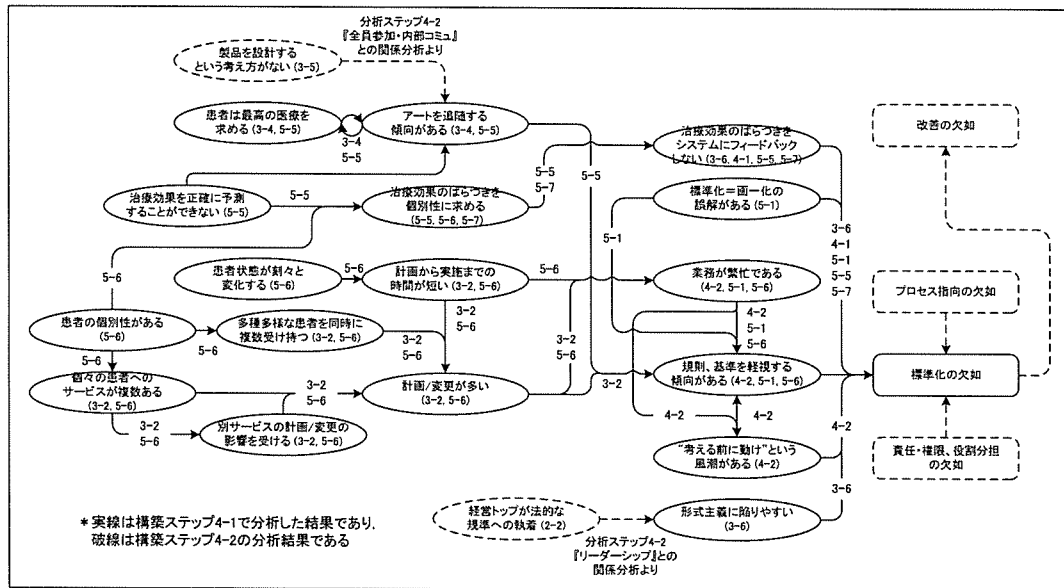 分析ステップ4-2
『全員参加・内部コミュ』
との関係分析より
製品を設計する
という考え方がない (3-5)
患者は最高の医療を
求める (3-4, 5-5)
3-4
5-5
アートを追随する
傾向がある (3-4, 5-5)
治療効果のばらつきを
システムにフィードバック
しない (3-6, 4-1, 5-5, 5-7)
改善の欠如
治療効果を正確に予測
することができない (5-5)
5-5
治療効果のばらつきを
個別性に求める
(5-5, 5-6, 5-7)
5-5
5-7
5-5
標準化=画一化の
誤解がある (5-1)
5-1
3-6
4-1
5-1
5-5
5-7
5-6
患者状態が刻々と
変化する (5-6)
5-6
計画から実施までの
時間が短い (3-2, 5-6)
5-6
業務が繁忙である
(4-2, 5-1, 5-6)
プロセス指向の欠如
患者の個別性がある
(5-6)
5-6
多種多様な患者を同時に
複数受け持つ (3-2, 5-6)
3-2
5-6
3-2
5-6
3-2
5-6
4-2
5-1
5-6
5-6
個々の患者への
サービスが複数ある
(3-2, 5-6)
3-2
5-6
計画/変更が多い
(3-2, 5-6)
3-2
規則、基準を軽視する
傾向がある (4-2, 5-1, 5-6)
標準化の欠如
3-2
5-6
別サービスの計画/変更の
影響を受ける (3-2, 5-6)
4-2
4-2
4-2
“考える前に動け”という
風潮がある (4-2)
責任・権限、役割分担
の欠如
3-6
経営トップが法的な
規準への執着 (2-2)
形式主義に陥りやすい
(3-6)
分析ステップ4-2
『リーダーシップ』との
関係分析より
*実線は構築ステップ4-1で分析した結果であり,
破線は構築ステップ4-2の分析結果である